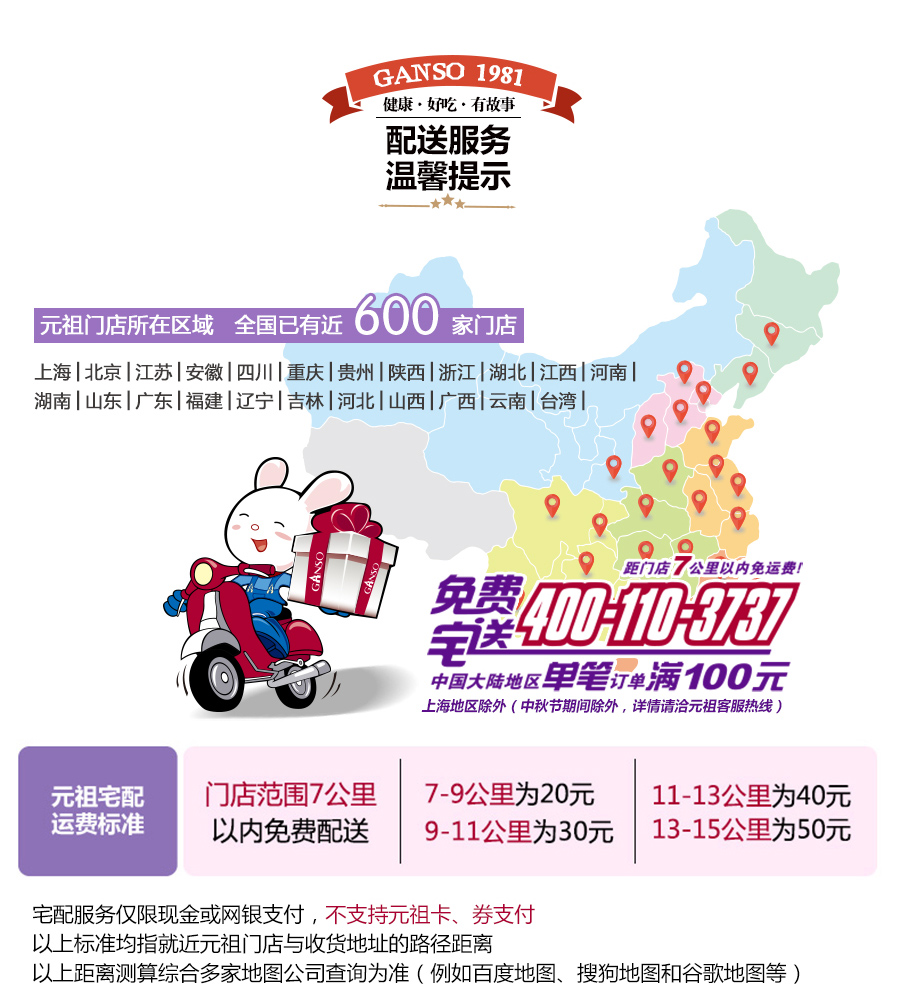 GANSO 1981
健康·好吃·有故事
配送服务
温馨提示
元祖门店所在区域 全国已有近600家门店
上海|北京|江苏|安徽|四川|重庆|贵州|陕西|浙江|湖北|江西|河南|
湖南|山东|广东|福建|辽宁|吉林|河北|山西|广西|云南|台湾|
GANSO
GANSO
距门店7公里以内免运费!
免费宅送 400-110-3737
中国大陆地区单笔订单满100元
上海地区除外(中秋节期间除外,详情请洽元祖客服热线)
元祖宅配
运费标准
门店范围7公里
以内免费配送
7-9公里为20元
9-11公里为30元
11-13公里为40元
13-15公里为50元
宅配服务仅限现金或网银支付,不支持元祖卡、券支付
以上标准均指就近元祖门店与收货地址的路径距离
以上距离测算综合多家地图公司查询为准(例如百度地图、搜狗地图和谷歌地图等)